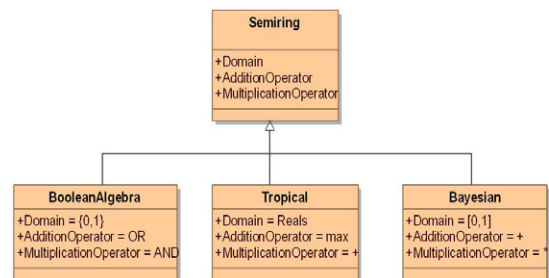 Semiring
+Domain
+AdditionOperator
+MultiplicationOperator
BooleanAlgebra
+Domain = {0,1}
+AdditionOperator = OR
+MultiplicationOperator = AND
Tropical
+Domain = Reals
+AdditionOperator = max
+MultiplicationOperator = +
Bayesian
+Domain = [0,1]
+AdditionOperator = +
+MultiplicationOperator = *